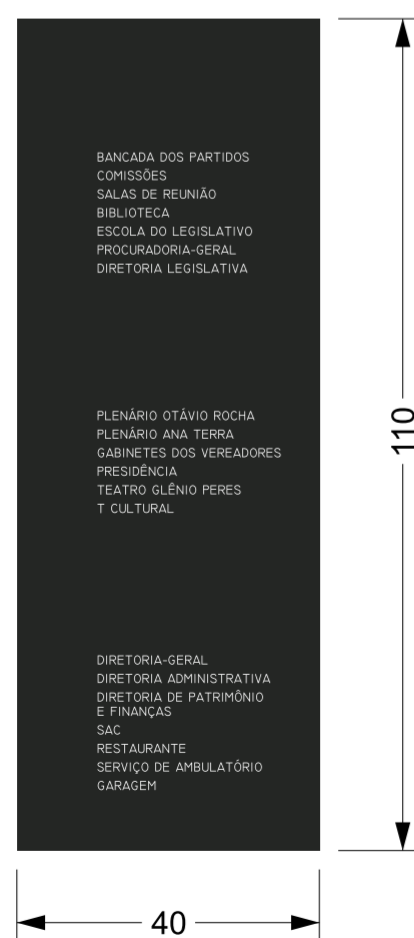 BANCADA DOS PARTIDOS
COMISSÕES
SALAS DE REUNIÃO
BIBLIOTECA
ESCOLA DO LEGISLATIVO
PROCURADORIA-GERAL
DIRETORIA LEGISLATIVA
PLENÁRIO OTÁVIO ROCHA
PLENÁRIO ANA TERRA
GABINETES DOS VEREADORES
PRESIDÊNCIA
TEATRO GLÊNIO PERES
T CULTURAL
DIRETORIA-GERAL
DIRETORIA ADMINISTRATIVA
DIRETORIA DE PATRIMÔNIO
E FINANÇAS
SAC
RESTAURANTE
SERVIÇO DE AMBULATÓRIO
GARAGEM
110
40